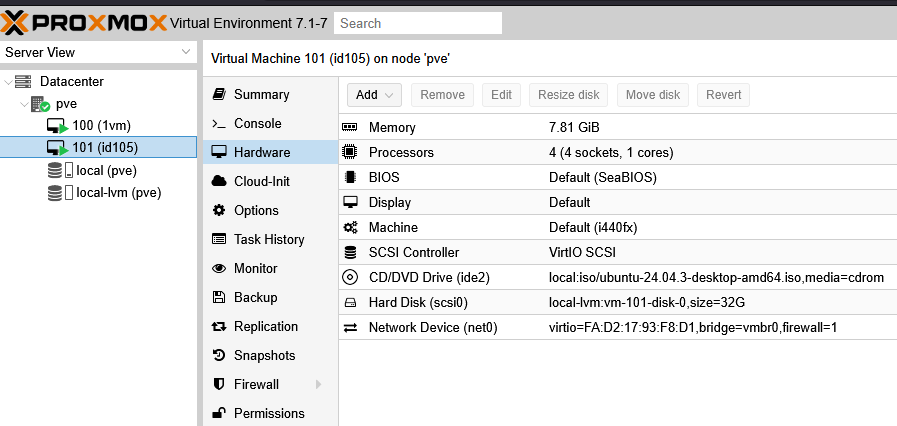 PROXMOX Virtual Environment 7.1-7 Search
Server View
Datacenter
pve
100 (1vm)
101 (id105)
local (pve)
local-lvm (pve)
Virtual Machine 101 (id105) on node 'pve'
Summary
Console
Hardware
Cloud-Init
Options
Task History
Monitor
Backup
Replication
Snapshots
Firewall
Permissions
Add Remove Edit Resize disk Move disk Revert
Memory 7.81 GiB
Processors 4 (4 sockets, 1 cores)
BIOS Default (SeaBIOS)
Display Default
Machine Default (i440fx)
SCSI Controller VirtIO SCSI
CD/DVD Drive (ide2) local:iso/ubuntu-24.04.3-desktop-amd64.iso,media=cdrom
Hard Disk (scsi0) local-lvm:vm-101-disk-0,size=32G
Network Device (net0) virtio=FA:D2:17:93:F8:D1,bridge=vmbr0,firewall=1